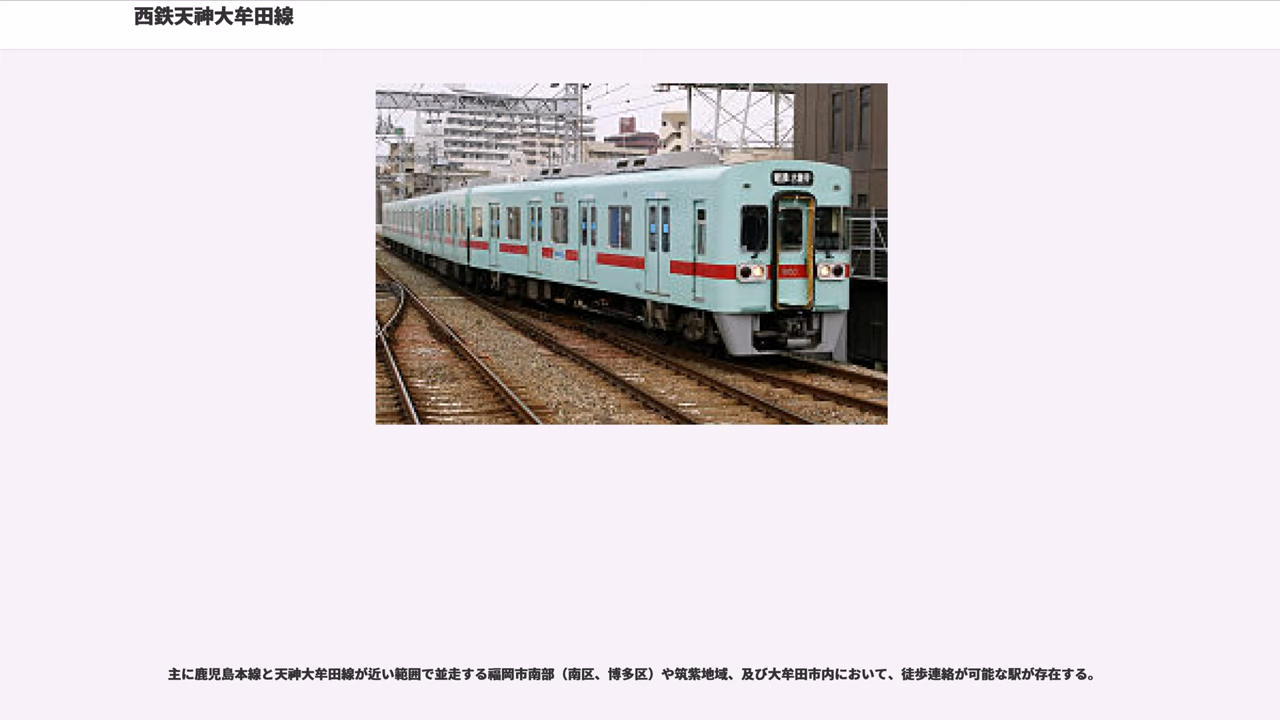 西鉄天神大牟田線
主に鹿児島本線と天神大牟田線が近い範囲で並走する福岡市南部（南区、博多区）や筑紫地域、及び大牟田市内において、徒歩連絡が可能な駅が存在する。